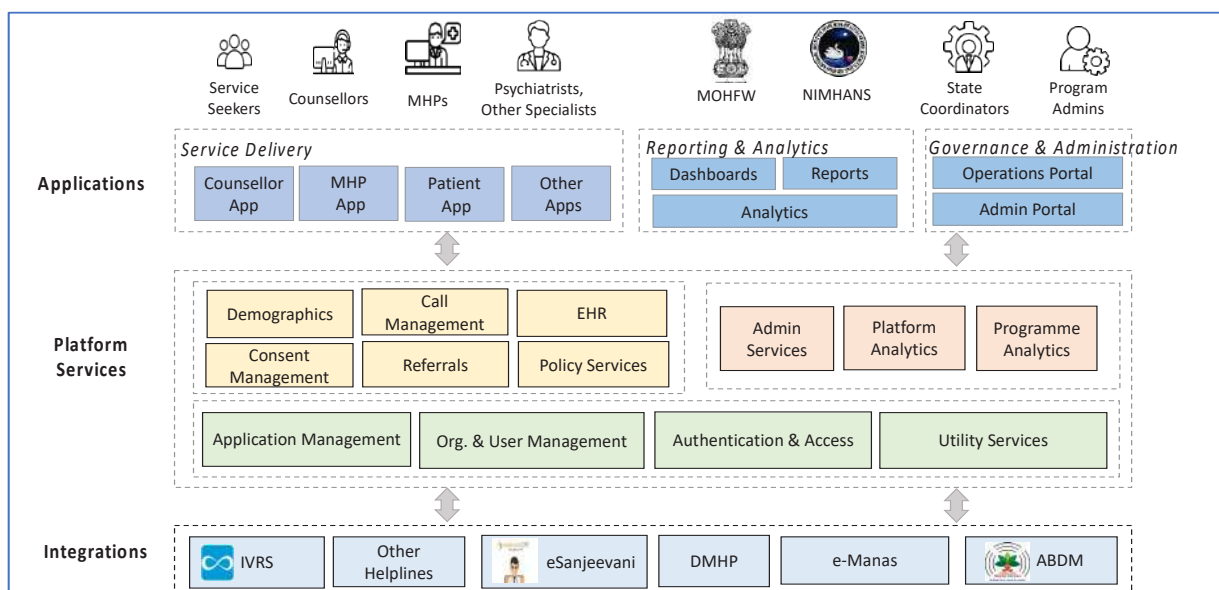 Service
Seekers
Counsellors
MHPs
Psychiatrists,
Other Specialists
MOHFW
NIMHANS
State
Coordinators
Program
Admins
Applications
Service Delivery
Counsellor
App
MHP
App
Patient
App
Other
Apps
Reporting & Analytics
Dashboards
Reports
Analytics
Governance & Administration
Operations Portal
Admin Portal
Platform
Services
Demographics
Call
Management
EHR
Consent
Management
Referrals
Policy Services
Admin
Services
Platform
Analytics
Programme
Analytics
Application Management
Org. & User Management
Authentication & Access
Utility Services
Integrations
IVRS
Other
Helplines
eSanjeevani
DMHP
e-Manas
ABDM